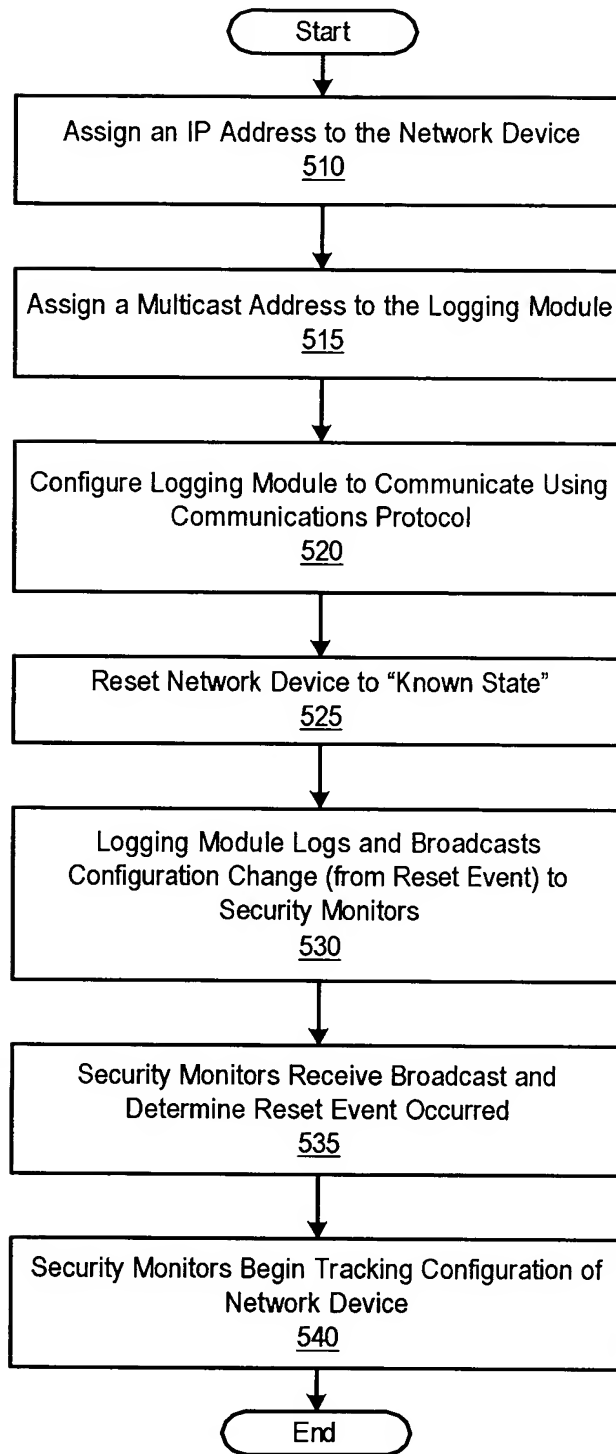 Start
Assign an IP Address to the Network Device
510
Assign a Multicast Address to the Logging Module
515
Configure Logging Module to Communicate Using
Communications Protocol
520
Reset Network Device to “Known State”
525
Logging Module Logs and Broadcasts
Configuration Change (from Reset Event) to
Security Monitors
530
Security Monitors Receive Broadcast and
Determine Reset Event Occurred
535
Security Monitors Begin Tracking Configuration of
Network Device
540
End